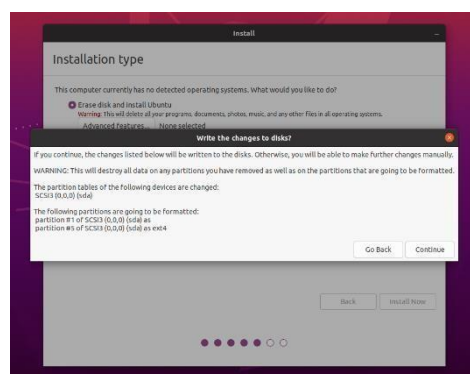 Install
Installation type
This computer currently has no detected operating systems. What would you like to do?
Erase disk and install Ubuntu
Warning: This will delete all your programs, documents, photos, music, and any other files in all operating systems.
Advanced features... None selected
Write the changes to disks?
If you continue, the changes listed below will be written to the disks. Otherwise, you will be able to make further changes manually.
WARNING: This will destroy all data on any partitions you have removed as well as on the partitions that are going to be formatted.
The partition tables of the following devices are changed:
SCSI3 (0,0,0) (sda)
The following partitions are going to be formatted:
partition #1 of SCSI3 (0,0,0) (sda) as
partition #5 of SCSI3 (0,0,0) (sda) as ext4
Go Back Continue
Back Install Now